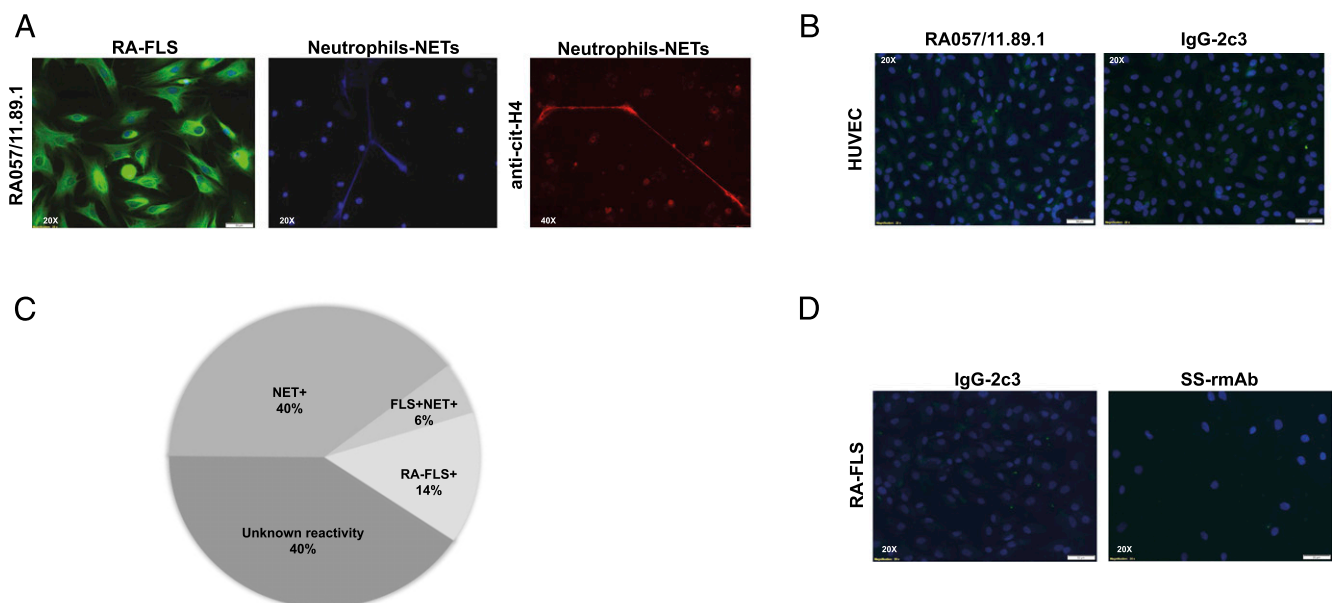 A
RA-FLS
Neutrophils-NETs
Neutrophils-NETs
RA057/11.89.1
anti-cit-H4
20X
20X
40X
B
RA057/11.89.1
IgG-2c3
HUVEC
20X
20X
C
NET+
40%
FLS+NET+
6%
RA-FLS+
14%
Unknown reactivity
40%
D
IgG-2c3
SS-rmAb
RA-FLS
20X
20X